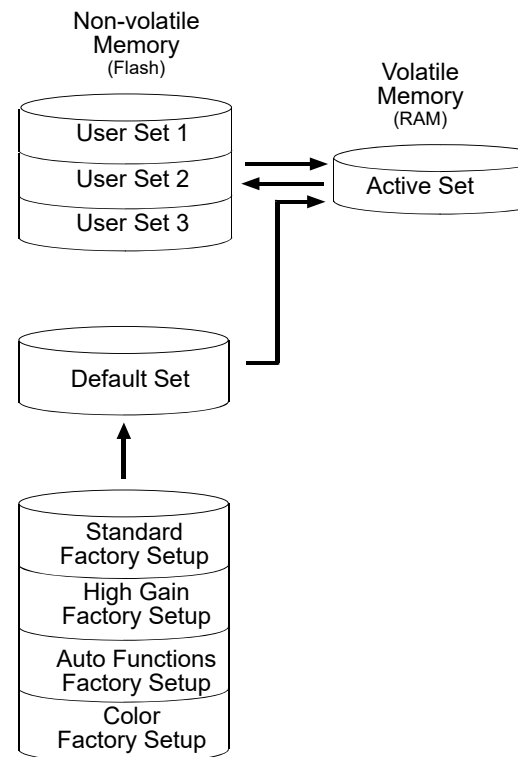 Non-volatile
Memory
(Flash)
User Set 1
User Set 2
User Set 3
Volatile
Memory
(RAM)
Active Set
Default Set
Standard
Factory Setup
High Gain
Factory Setup
Auto Functions
Factory Setup
Color
Factory Setup